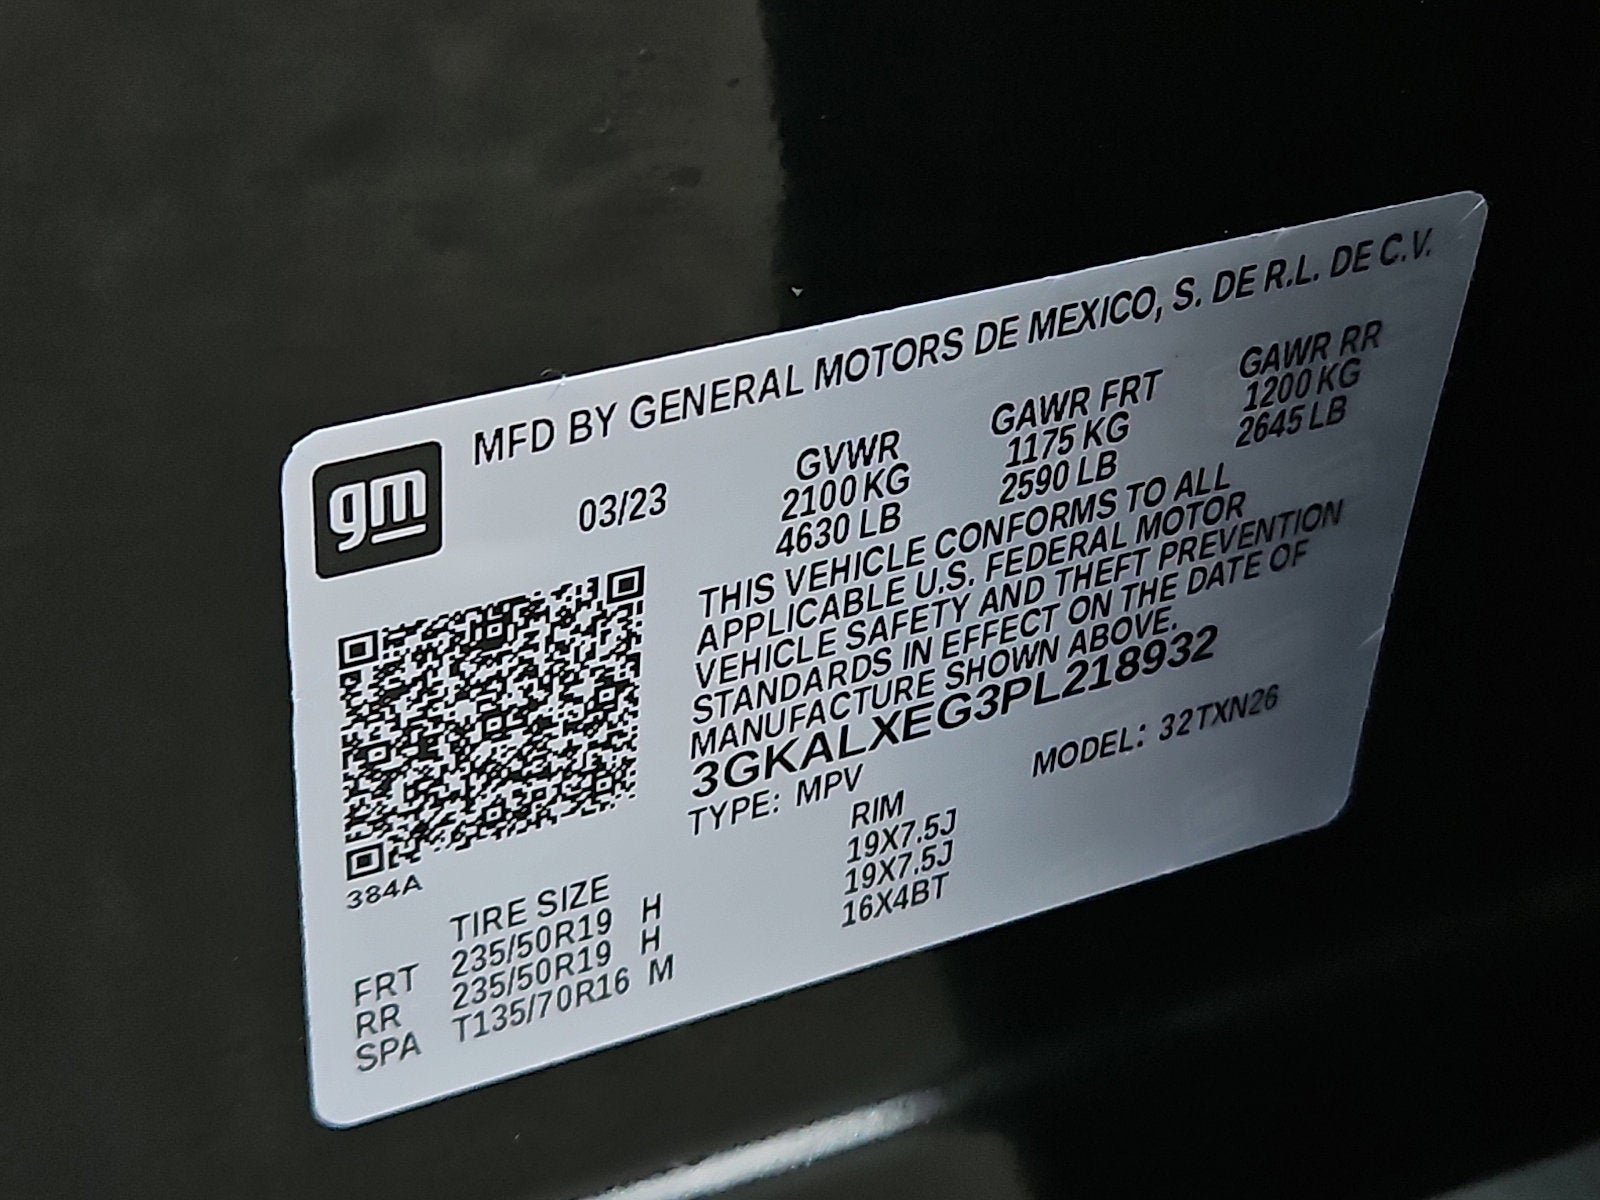 gm
MFD BY GENERAL MOTORS DE MEXICO, S. DE R.L. DE C.V.
03/23
GVWR
2100 KG
4630 LB
GAWR FRT
1175 KG
2590 LB
GAWR RR
1200 KG
2645 LB
THIS VEHICLE CONFORMS TO ALL
APPLICABLE U.S. FEDERAL MOTOR
VEHICLE SAFETY AND THEFT PREVENTION
STANDARDS IN EFFECT ON THE DATE OF
MANUFACTURE SHOWN ABOVE.
3GKALXEG3PL218932
TYPE: MPV
MODEL: 32TXN26
384A
TIRE SIZE
RIM
FRT 235/50R19 H 19X7.5J
RR 235/50R19 H 19X7.5J
SPA T135/70R16 M 16X4BT